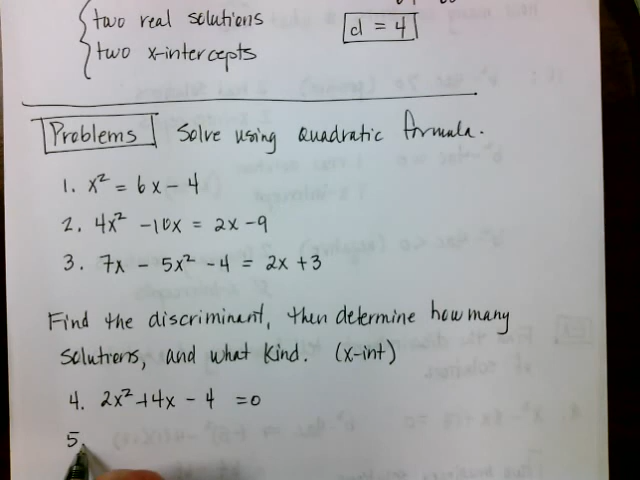 two real solutions
two x-intercepts
d = 4
Problems Solve using Quadratic formula.
1. x² = 6x - 4
2. 4x² - 10x = 2x - 9
3. 7x - 5x² - 4 = 2x + 3
Find the discriminant, then determine how many
solutions, and what kind. (x-int)
4. 2x² + 4x - 4 = 0
5.